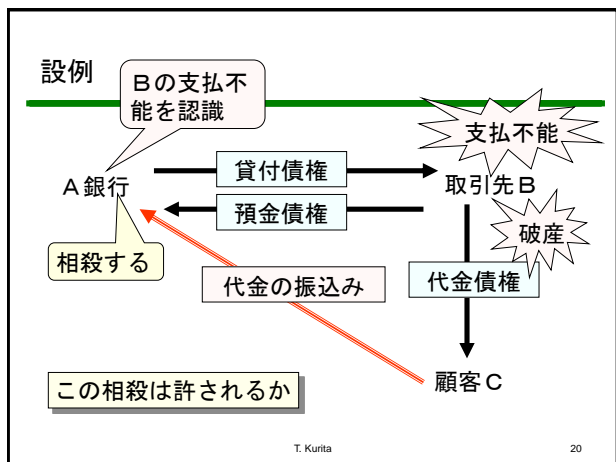 設例
Ｂの支払不
能を認識
支払不能
Ａ銀行
貸付債権
取引先Ｂ
預金債権
破産
相殺する
代金の振込み
代金債権
顧客Ｃ
この相殺は許されるか
T. Kurita
20